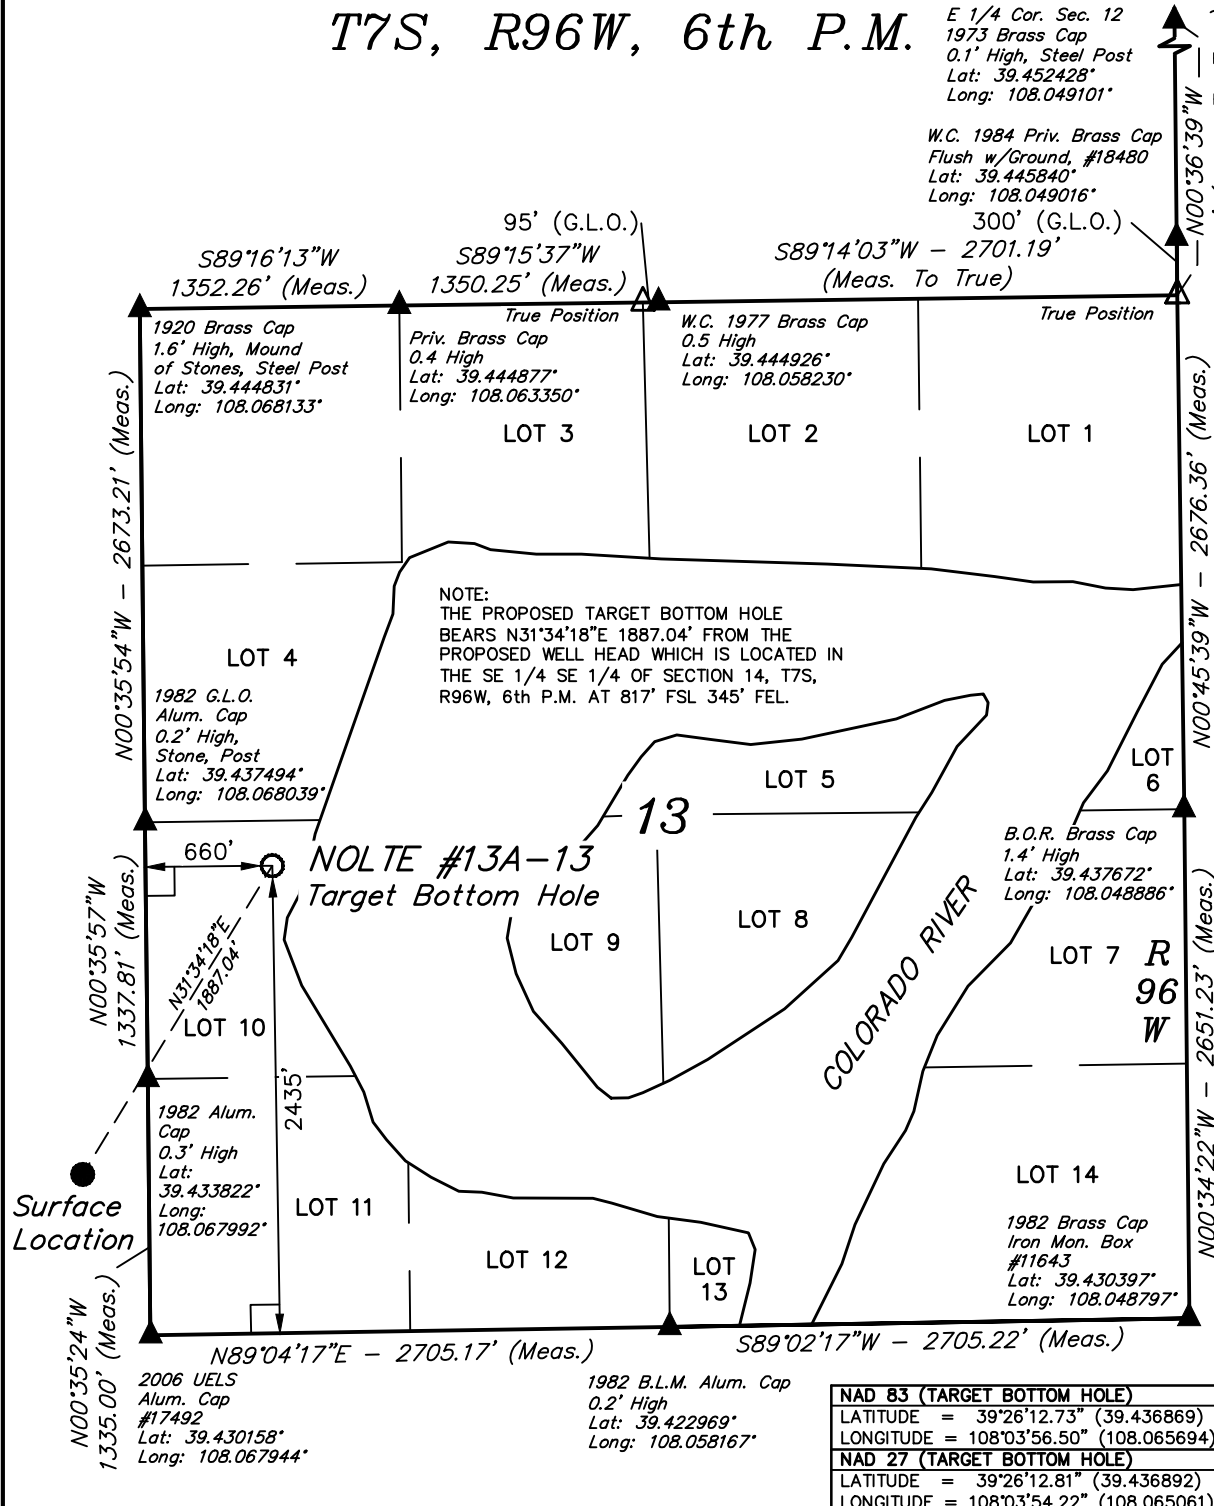 T7S, R96W, 6th P.M.
E 1/4 Cor. Sec. 12
1973 Brass Cap
0.1' High, Steel Post
Lat: 39.452428°
Long: 108.049101°
W.C. 1984 Priv. Brass Cap
Flush w/Ground, #18480
Lat: 39.445840°
Long: 108.049016°
N00°36'39"W
95' (G.L.O.)
300' (G.L.O.)
S89°16'13"W
1352.26' (Meas.)
S89°15'37"W
1350.25' (Meas.)
S89°14'03"W - 2701.19'
(Meas. To True)
True Position
True Position
1920 Brass Cap
1.6' High, Mound
of Stones, Steel Post
Lat: 39.444831°
Long: 108.068133°
Priv. Brass Cap
0.4 High
Lat: 39.444877°
Long: 108.063350°
W.C. 1977 Brass Cap
0.5 High
Lat: 39.444926°
Long: 108.058230°
LOT 3
LOT 2
LOT 1
N00°35'54"W - 2673.21' (Meas.)
N00°45'39"W - 2676.36' (Meas.)
NOTE:
THE PROPOSED TARGET BOTTOM HOLE
BEARS N31°34'18"E 1887.04' FROM THE
PROPOSED WELL HEAD WHICH IS LOCATED IN
THE SE 1/4 SE 1/4 OF SECTION 14, T7S,
R96W, 6th P.M. AT 817' FSL 345' FEL.
LOT 4
1982 G.L.O.
Alum. Cap
0.2' High,
Stone, Post
Lat: 39.437494°
Long: 108.068039°
LOT 5
LOT
6
13
660'
NOLTE #13A-13
Target Bottom Hole
B.O.R. Brass Cap
1.4' High
Lat: 39.437672°
Long: 108.048886°
N00°35'57"W
1337.81' (Meas.)
N31°34'18"E
1887.04'
LOT 9
LOT 8
COLORADO RIVER
LOT 7
R
96
W
LOT 10
2435'
N00°34'22"W - 2651.23' (Meas.)
1982 Alum.
Cap
0.3' High
Lat:
39.433822°
Long:
108.067992°
Surface
Location
LOT 11
LOT 12
LOT
13
LOT 14
1982 Brass Cap
Iron Mon. Box
#11643
Lat: 39.430397°
Long: 108.048797°
N00°35'24"W
1335.00' (Meas.)
N89°04'17"E - 2705.17' (Meas.)
S89°02'17"W - 2705.22' (Meas.)
2006 UELS
Alum. Cap
#17492
Lat: 39.430158°
Long: 108.067944°
1982 B.L.M. Alum. Cap
0.2' High
Lat: 39.422969°
Long: 108.058167°
NAD 83 (TARGET BOTTOM HOLE)
LATITUDE = 39°26'12.73" (39.436869)
LONGITUDE = 108°03'56.50" (108.065694)
NAD 27 (TARGET BOTTOM HOLE)
LATITUDE = 39°26'12.81" (39.436892)
LONGITUDE = 108°03'54.22" (108.065061)